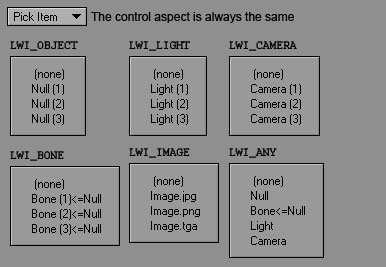 Pick Item The control aspect is always the same
LWI_OBJECT
(none)
Null (1)
Null (2)
Null (3)
LWI_LIGHT
(none)
Light (1)
Light (2)
Light (3)
LWI_CAMERA
(none)
Camera (1)
Camera (2)
Camera (3)
LWI_BONE
(none)
Bone (1)<=Null
Bone (2)<=Null
Bone (3)<=Null
LWI_IMAGE
(none)
Image.jpg
Image.png
Image.tga
LWI_ANY
(none)
Null
Bone<=Null
Light
Camera